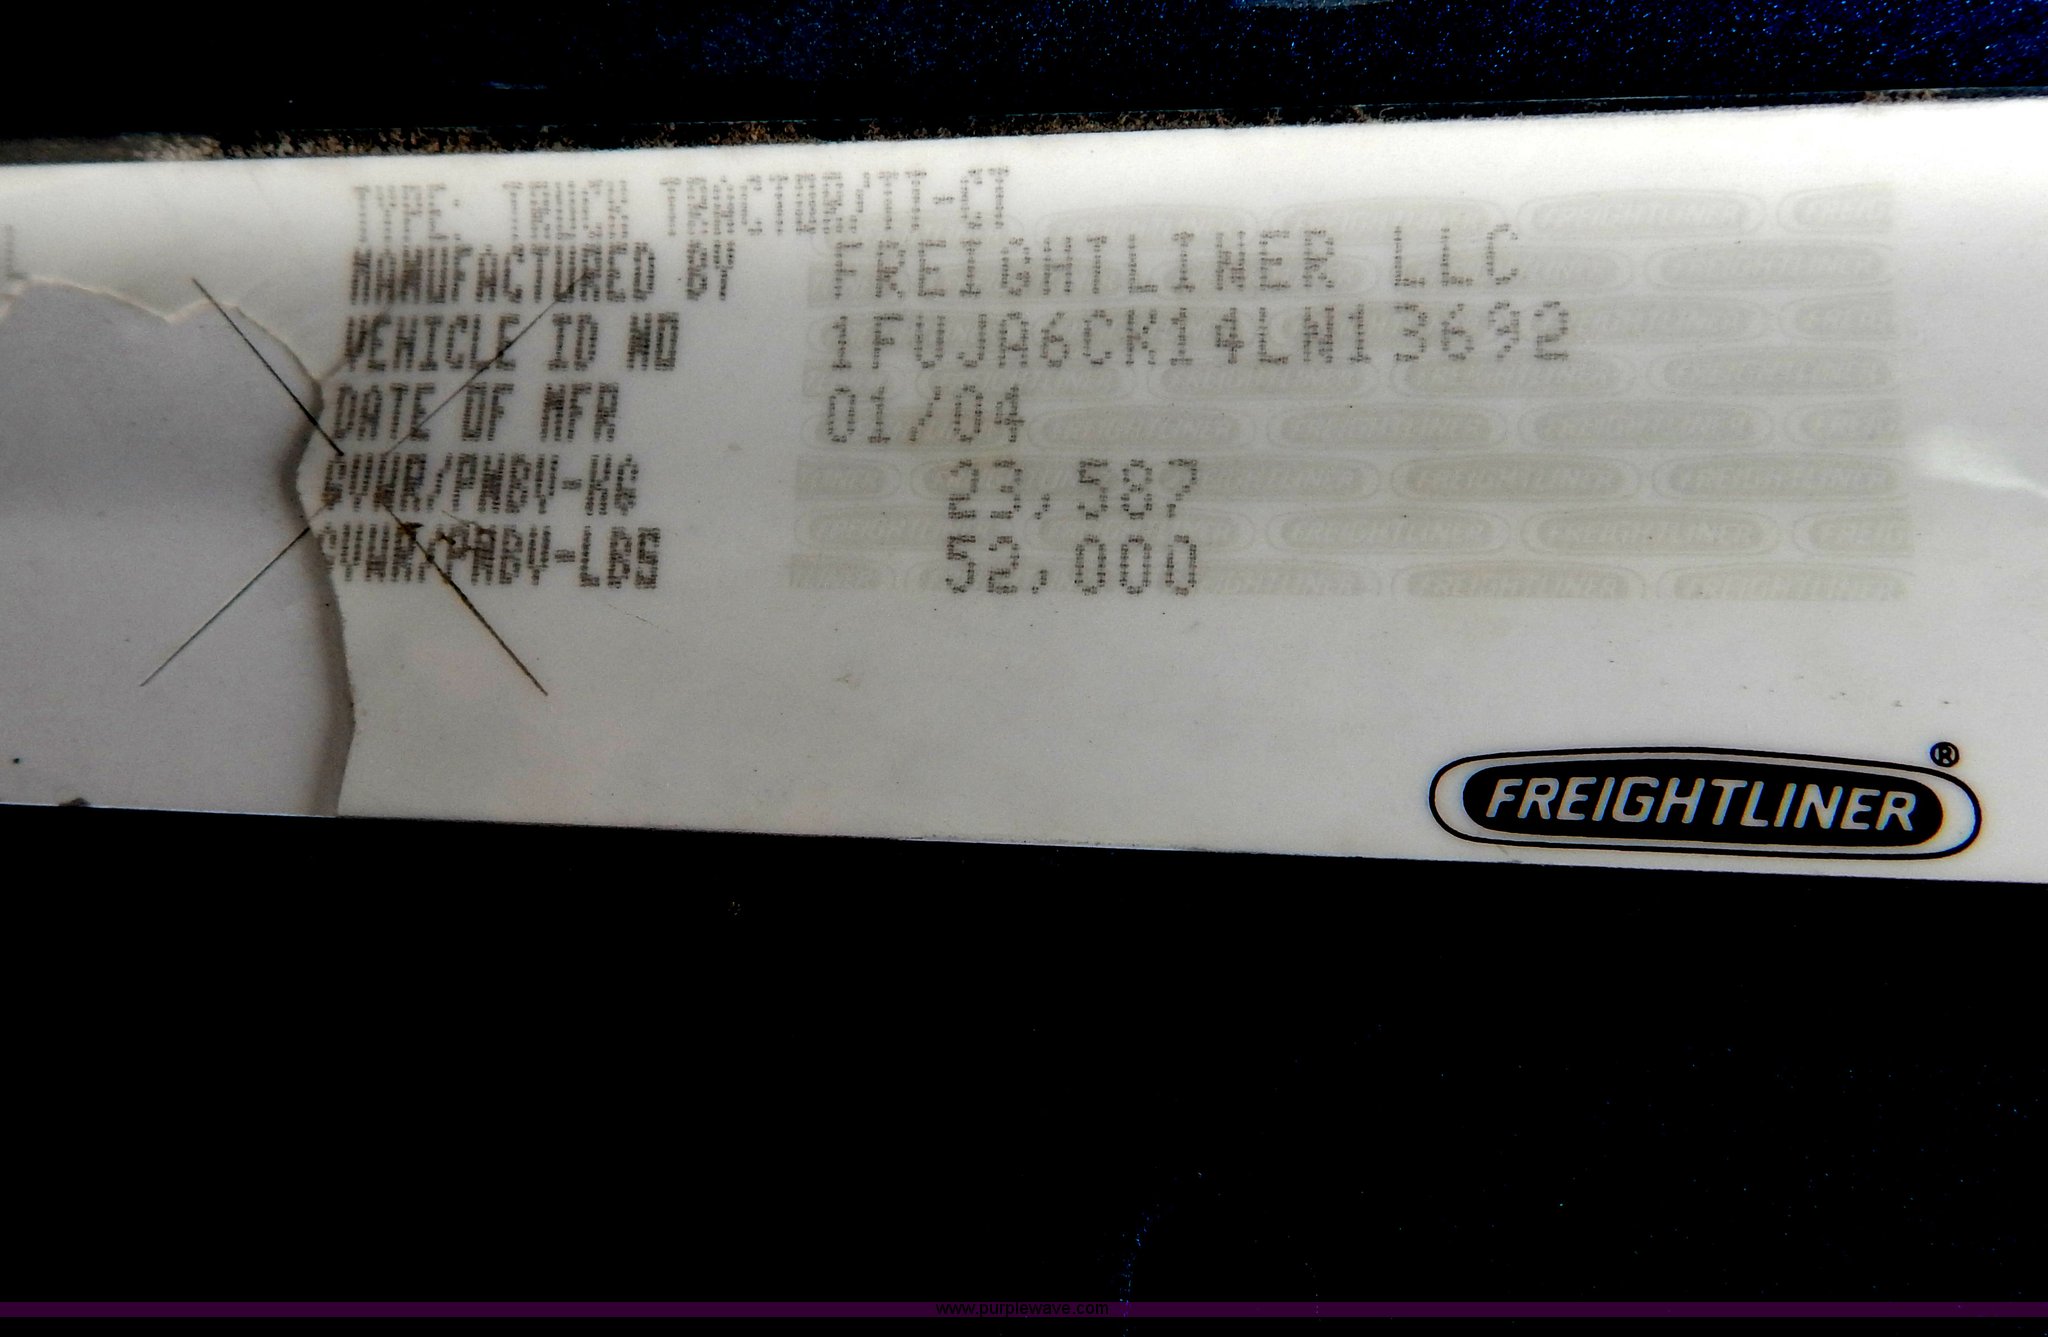 TYPE: TRUCK TRACTOR/TT-CT
MANUFACTURED BY FREIGHTLINER LLC
VEHICLE ID NO 1FUJA6CK14LN13692
DATE OF MFR 01/04
GVWR/PNBV-KG 23,587
GVWR/PNBV-LBS 52,000
FREIGHTLINER®
www.purplewave.com